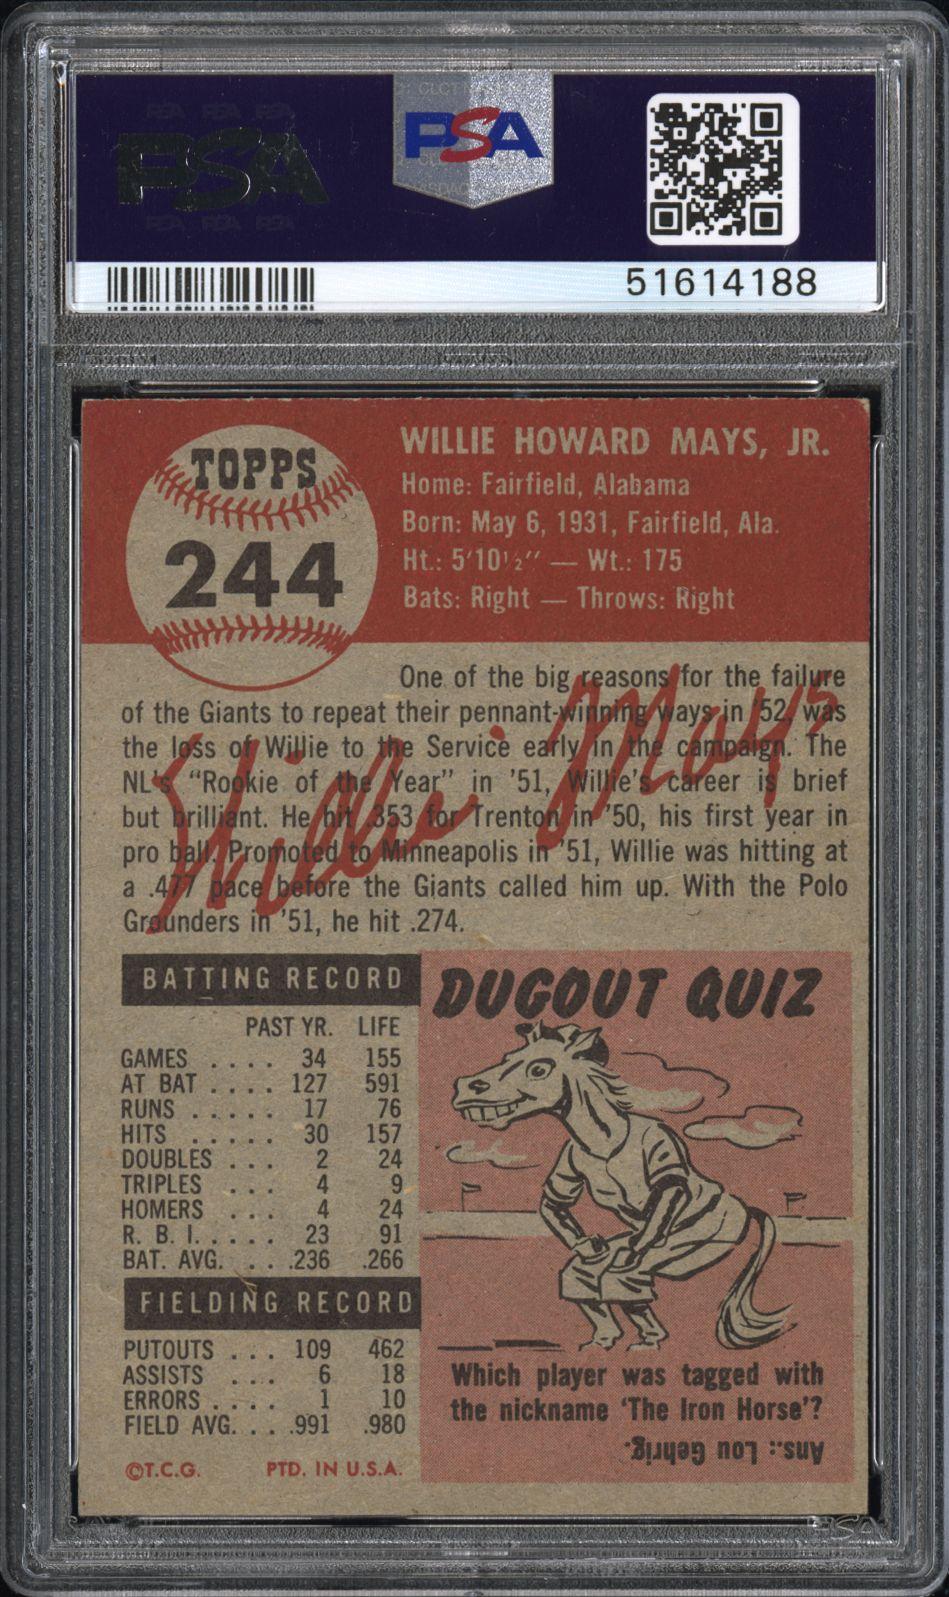 PSA PSA PSA
PSA
PSA PSA PSA
PSA
51614188
TOPPS
244
WILLIE HOWARD MAYS, JR.
Home: Fairfield, Alabama
Born: May 6, 1931, Fairfield, Ala.
Ht.: 5'10½" — Wt.: 175
Bats: Right — Throws: Right
One of the big reasons for the failure
of the Giants to repeat their pennant-winning ways in '52, was
the loss of Willie to the Service early in the campaign. The
NL's "Rookie of the Year" in '51, Willie's career is brief
but brilliant. He hit .353 for Trenton in '50, his first year in
pro ball. Promoted to Minneapolis in '51, Willie was hitting at
a .477 pace before the Giants called him up. With the Polo
Grounders in '51, he hit .274.
Willie Mays
BATTING RECORD
PAST YR. LIFE
GAMES . . . . 34 155
AT BAT . . . . 127 591
RUNS . . . . . 17 76
HITS . . . . . 30 157
DOUBLES . . . 2 24
TRIPLES . . . 4 9
HOMERS . . . 4 24
R. B. I. . . . . 23 91
BAT. AVG. . . .236 .266
FIELDING RECORD
PUTOUTS . . . 109 462
ASSISTS . . . 6 18
ERRORS . . . . 1 10
FIELD AVG. . . .991 .980
©T.C.G. PTD. IN U.S.A.
DUGOUT QUIZ
Which player was tagged with
the nickname 'The Iron Horse'?
Ans.: Lou Gehrig.
PSA